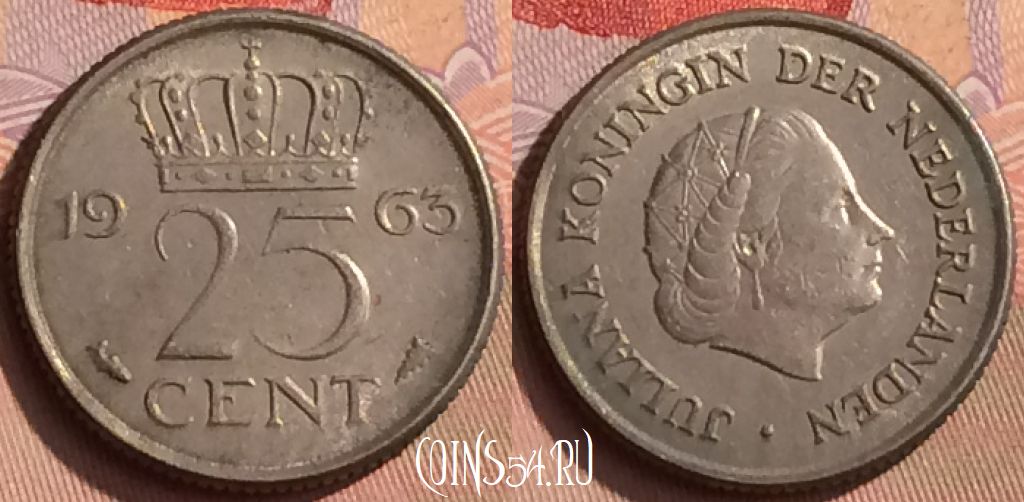 19 63
25
CENT
JULIANA KONINGIN DER NEDERLANDEN
COINS54.RU